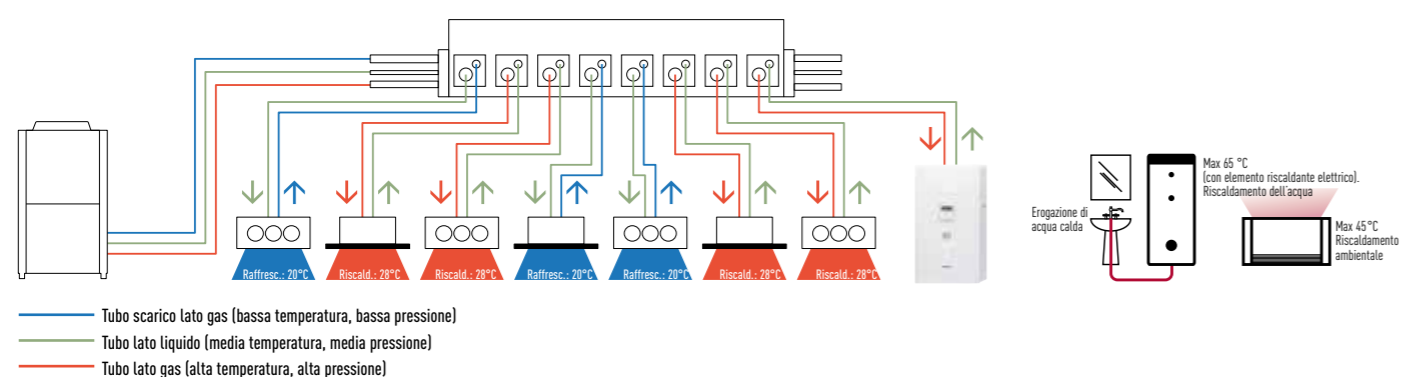 Raffresc.: 20°C
Riscald.: 28°C
Riscald.: 28°C
Raffresc.: 20°C
Raffresc.: 20°C
Riscald.: 28°C
Riscald.: 28°C
Erogazione di
acqua calda
Max 65 °C
(con elemento riscaldante elettrico).
Riscaldamento dell'acqua
Max 45°C
Riscaldamento
ambientale
Tubo scarico lato gas (bassa temperatura, bassa pressione)
Tubo lato liquido (media temperatura, media pressione)
Tubo lato gas (alta temperatura, alta pressione)